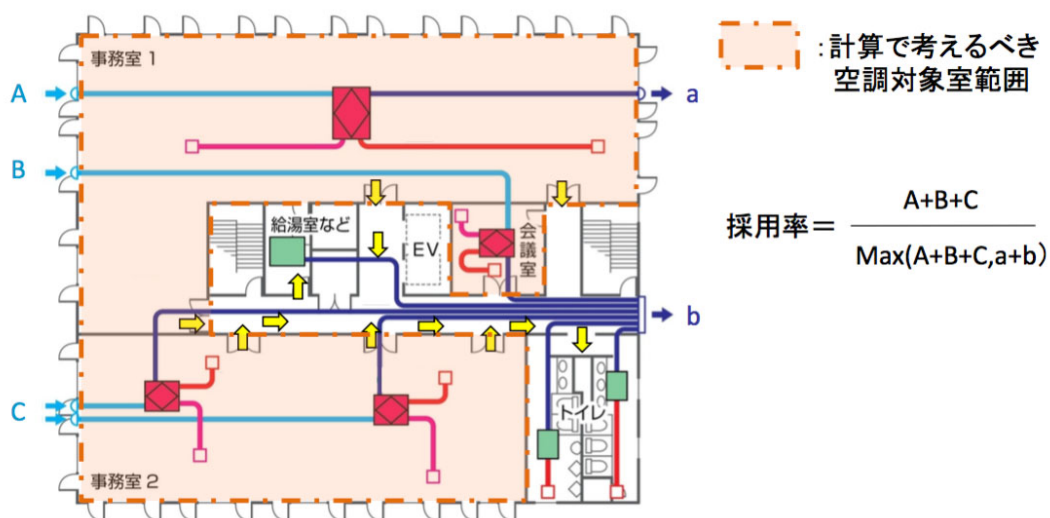 事務室1
A
a
B
給湯室など
EV
会議室
b
C
トイレ
事務室2
:計算で考えるべき
空調対象室範囲
採用率= A+B+C
Max(A+B+C,a+b)